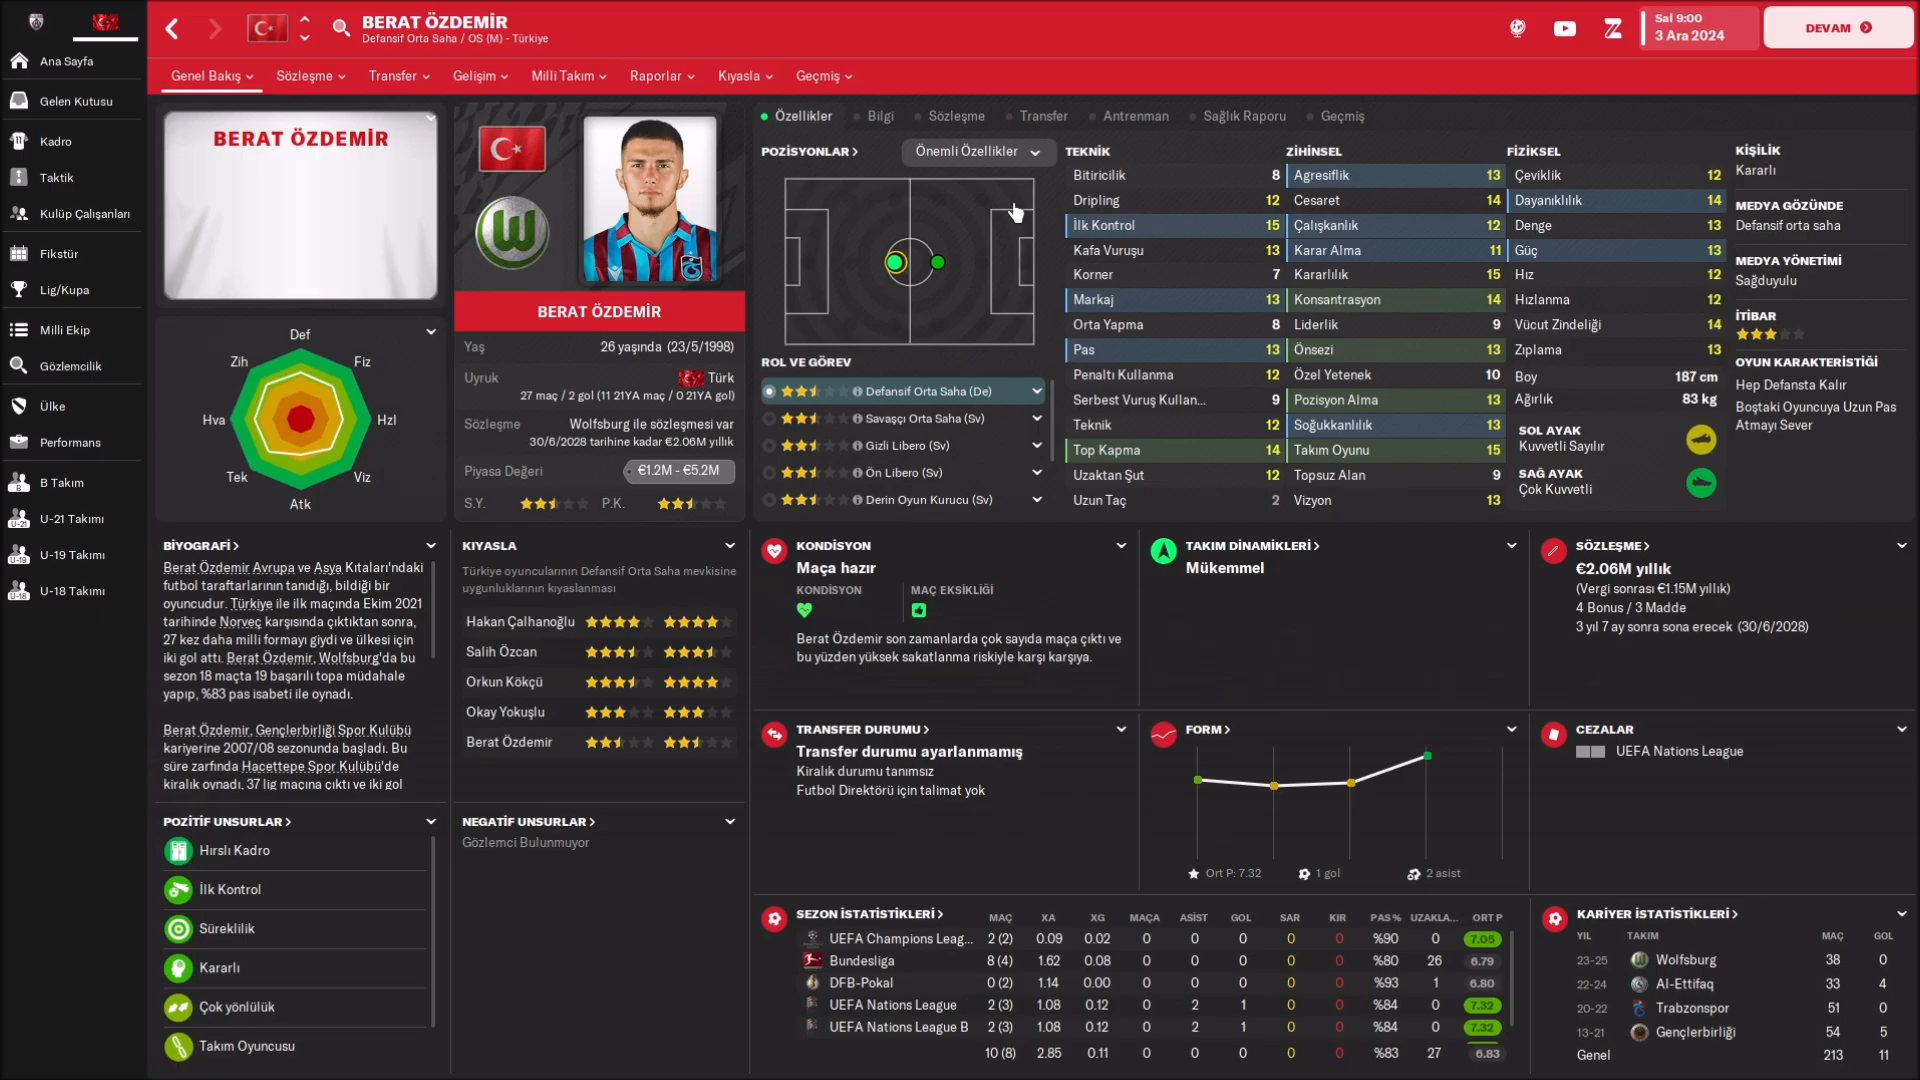 BERAT ÖZDEMİR
Defansif Orta Saha / OS (M) - Türkiye
Sal 9:00
3 Ara 2024
DEVAM
Ana Sayfa
Gelen Kutusu
Kadro
Taktik
Kulüp Çalışanları
Fikstür
Lig/Kupa
Milli Ekip
Gözlemcilik
Ülke
Performans
B Takım
U-21 Takımı
U-19 Takımı
U-18 Takımı
Genel Bakış
Sözleşme
Transfer
Gelişim
Milli Takım
Raporlar
Kıyasla
Geçmiş
BERAT ÖZDEMİR
Def
Fiz
Hzl
Viz
Atk
Tek
Hva
Zih
BERAT ÖZDEMİR
Yaş 26 yaşında (23/5/1998)
Uyruk Türk
27 maç / 2 gol (11 21YA maç / 0 21YA gol)
Sözleşme Wolfsburg ile sözleşmesi var
30/6/2028 tarihine kadar €2.06M yıllık
Piyasa Değeri €1.2M - €5.2M
S.Y. P.K.
Özellikler
Bilgi
Sözleşme
Transfer
Antrenman
Sağlık Raporu
Geçmiş
POZİSYONLAR
Önemli Özellikler
ROL VE GÖREV
Defansif Orta Saha (De)
Savaşçı Orta Saha (Sv)
Gizli Libero (Sv)
Ön Libero (Sv)
Derin Oyun Kurucu (Sv)
TEKNİK
Bitiricilik 8
Dripling 12
İlk Kontrol 15
Kafa Vuruşu 13
Korner 7
Markaj 13
Orta Yapma 8
Pas 13
Penaltı Kullanma 12
Serbest Vuruş Kullan... 9
Teknik 12
Top Kapma 14
Uzaktan Şut 12
Uzun Taç 2
ZİHİNSEL
Agresiflik 13
Cesaret 14
Çalışkanlık 12
Karar Alma 11
Kararlılık 15
Konsantrasyon 14
Liderlik 9
Önsezi 13
Özel Yetenek 10
Pozisyon Alma 13
Soğukkanlılık 13
Takım Oyunu 15
Topsuz Alan 9
Vizyon 13
FİZİKSEL
Çeviklik 12
Dayanıklılık 14
Denge 13
Güç 13
Hız 12
Hızlanma 12
Vücut Zindeliği 14
Zıplama 13
Boy 187 cm
Ağırlık 83 kg
SOL AYAK
Kuvvetli Sayılır
SAĞ AYAK
Çok Kuvvetli
KİŞİLİK
Kararlı
MEDYA GÖZÜNDE
Defansif orta saha
MEDYA YÖNETİMİ
Sağduyulu
İTİBAR
OYUN KARAKTERİSTİĞİ
Hep Defansta Kalır
Boştaki Oyuncuya Uzun Pas
Atmayı Sever
BİYOGRAFİ
Berat Özdemir Avrupa ve Asya Kıtaları'ndaki
futbol taraftarlarının tanıdığı, bildiği bir
oyuncudur. Türkiye ile ilk maçında Ekim 2021
tarihinde Norveç karşısında çıktıktan sonra,
27 kez daha milli formayı giydi ve ülkesi için
iki gol attı. Berat Özdemir, Wolfsburg'da bu
sezon 18 maçta 19 başarılı topa müdahale
yapıp, %83 pas isabeti ile oynadı.
Berat Özdemir, Gençlerbirliği Spor Kulübü
kariyerine 2007/08 sezonunda başladı. Bu
süre zarfında Hacettepe Spor Kulübü'de
kiralık oynadı, 37 lig maçına çıktı ve iki gol
KIYASLA
Türkiye oyuncularının Defansif Orta Saha mevkisine
uygunluklarının kıyaslanması
Hakan Çalhanoğlu
Salih Özcan
Orkun Kökçü
Okay Yokuşlu
Berat Özdemir
KONDİSYON
Maça hazır
KONDİSYON MAÇ EKSİKLİĞİ
Berat Özdemir son zamanlarda çok sayıda maça çıktı ve
bu yüzden yüksek sakatlanma riskiyle karşı karşıya.
TAKIM DİNAMİKLERİ
Mükemmel
SÖZLEŞME
€2.06M yıllık
(Vergi sonrası €1.15M yıllık)
4 Bonus / 3 Madde
3 yıl 7 ay sonra sona erecek (30/6/2028)
TRANSFER DURUMU
Transfer durumu ayarlanmamış
Kiralık durumu tanımsız
Futbol Direktörü için talimat yok
FORM
Ort P: 7.32 1 gol 2 asist
CEZALAR
UEFA Nations League
POZİTİF UNSURLAR
Hırslı Kadro
İlk Kontrol
Süreklilik
Kararlı
Çok yönlülük
Takım Oyuncusu
NEGATİF UNSURLAR
Gözlemci Bulunmuyor
SEZON İSTATİSTİKLERİ MAÇ XA XG MAÇA ASİST GOL SAR KIR PAS % UZAKLA... ORT P
UEFA Champions Leag... 2 (2) 0.09 0.02 0 0 0 0 0 %90 0 7.05
Bundesliga 8 (4) 1.62 0.08 0 0 0 0 0 %80 26 6.79
DFB-Pokal 0 (2) 1.14 0.00 0 0 0 0 0 %93 1 6.80
UEFA Nations League 2 (3) 1.08 0.12 0 2 1 0 0 %84 0 7.32
UEFA Nations League B 2 (3) 1.08 0.12 0 2 1 0 0 %84 0 7.32
10 (8) 2.85 0.11 0 0 0 0 0 %83 27 6.83
KARİYER İSTATİSTİKLERİ
YIL TAKIM MAÇ GOL
23-25 Wolfsburg 38 0
22-24 Al-Ettifaq 33 4
20-22 Trabzonspor 51 0
13-21 Gençlerbirliği 54 5
Genel 213 11